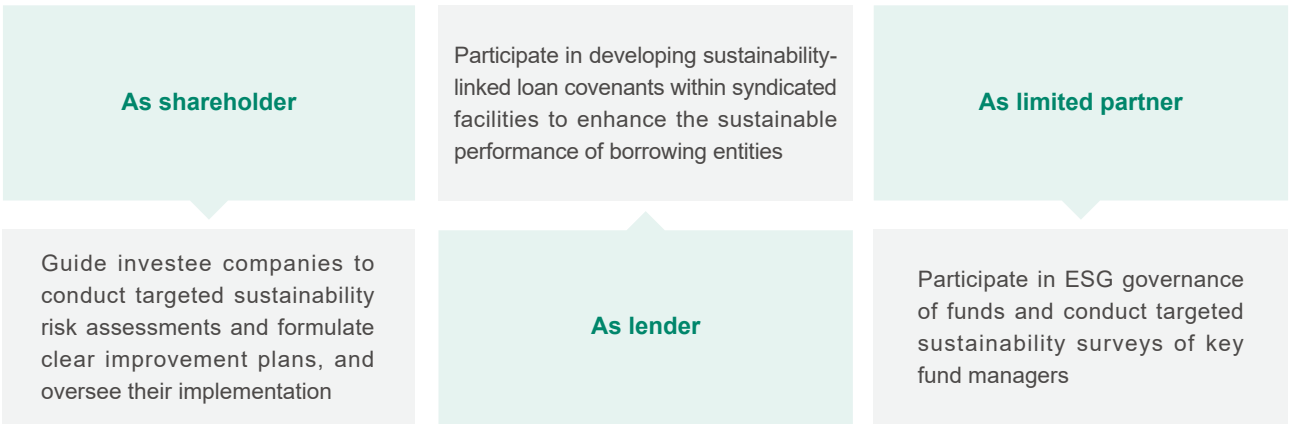 As shareholder
Guide investee companies to
conduct targeted sustainability
risk assessments and formulate
clear improvement plans, and
oversee their implementation
Participate in developing sustainability-
linked loan covenants within syndicated
facilities to enhance the sustainable
performance of borrowing entities
As lender
As limited partner
Participate in ESG governance
of funds and conduct targeted
sustainability surveys of key
fund managers